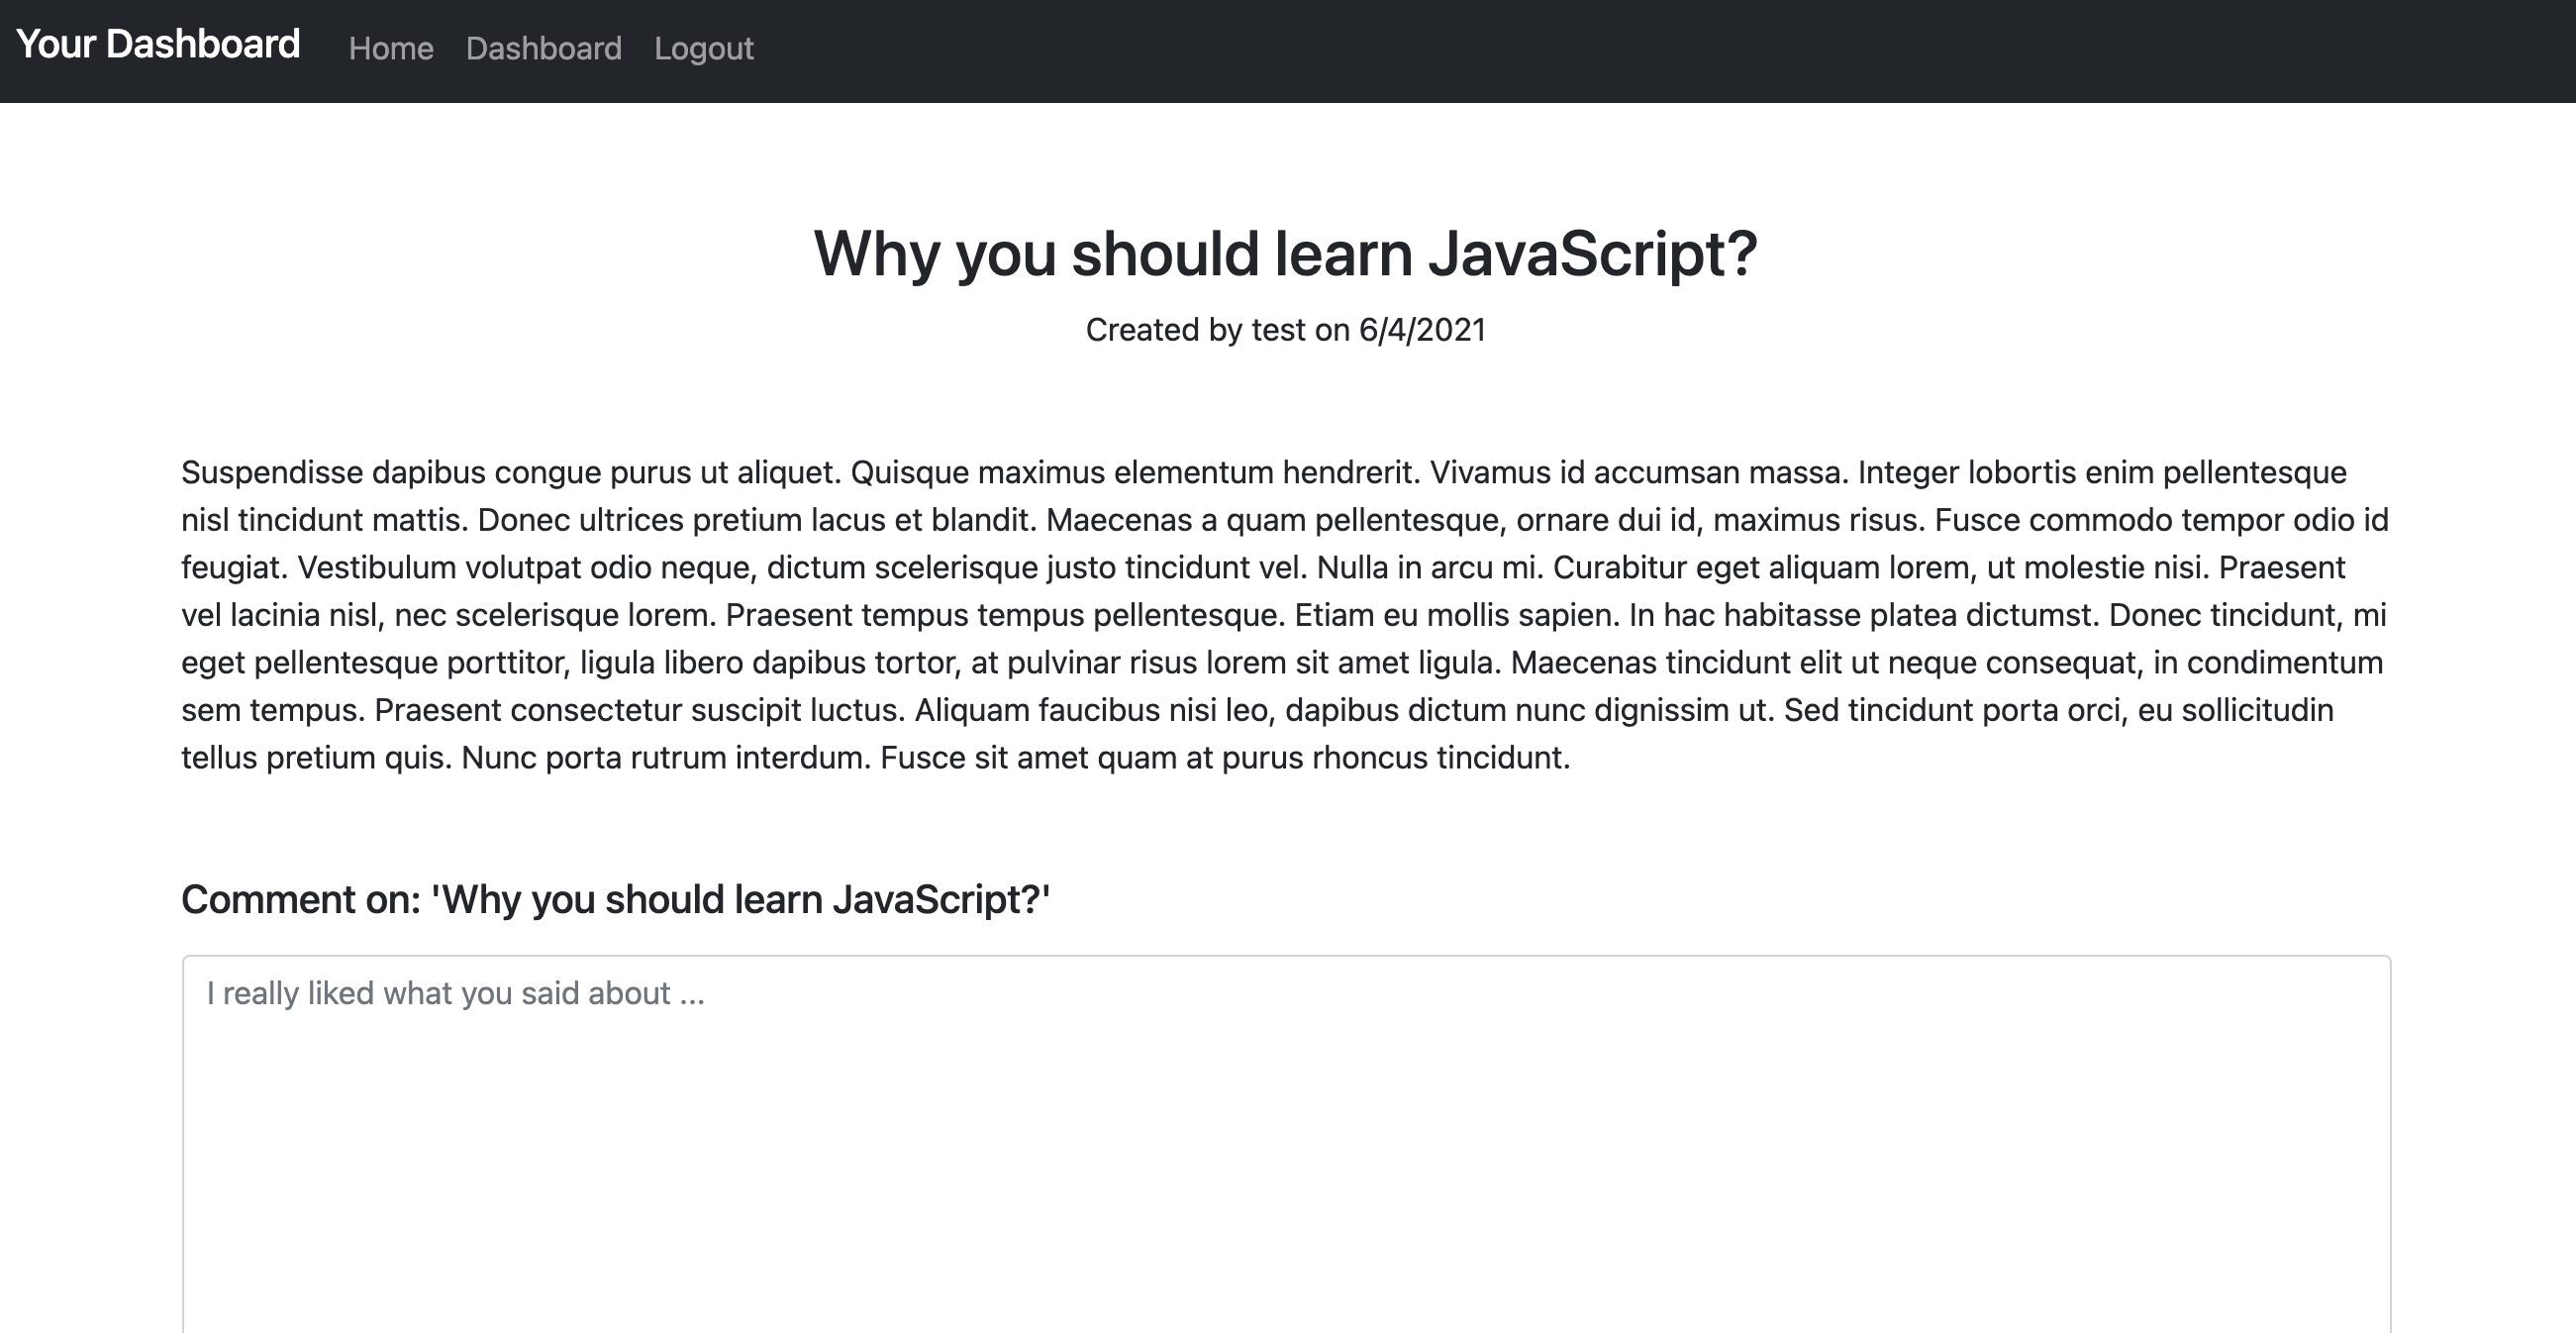 Your Dashboard Home Dashboard Logout
Why you should learn JavaScript?
Created by test on 6/4/2021
Suspendisse dapibus congue purus ut aliquet. Quisque maximus elementum hendrerit. Vivamus id accumsan massa. Integer lobortis enim pellentesque
nisl tincidunt mattis. Donec ultrices pretium lacus et blandit. Maecenas a quam pellentesque, ornare dui id, maximus risus. Fusce commodo tempor odio id
feugiat. Vestibulum volutpat odio neque, dictum scelerisque justo tincidunt vel. Nulla in arcu mi. Curabitur eget aliquam lorem, ut molestie nisi. Praesent
vel lacinia nisl, nec scelerisque lorem. Praesent tempus tempus pellentesque. Etiam eu mollis sapien. In hac habitasse platea dictumst. Donec tincidunt, mi
eget pellentesque porttitor, ligula libero dapibus tortor, at pulvinar risus lorem sit amet ligula. Maecenas tincidunt elit ut neque consequat, in condimentum
sem tempus. Praesent consectetur suscipit luctus. Aliquam faucibus nisi leo, dapibus dictum nunc dignissim ut. Sed tincidunt porta orci, eu sollicitudin
tellus pretium quis. Nunc porta rutrum interdum. Fusce sit amet quam at purus rhoncus tincidunt.
Comment on: 'Why you should learn JavaScript?'
I really liked what you said about ...